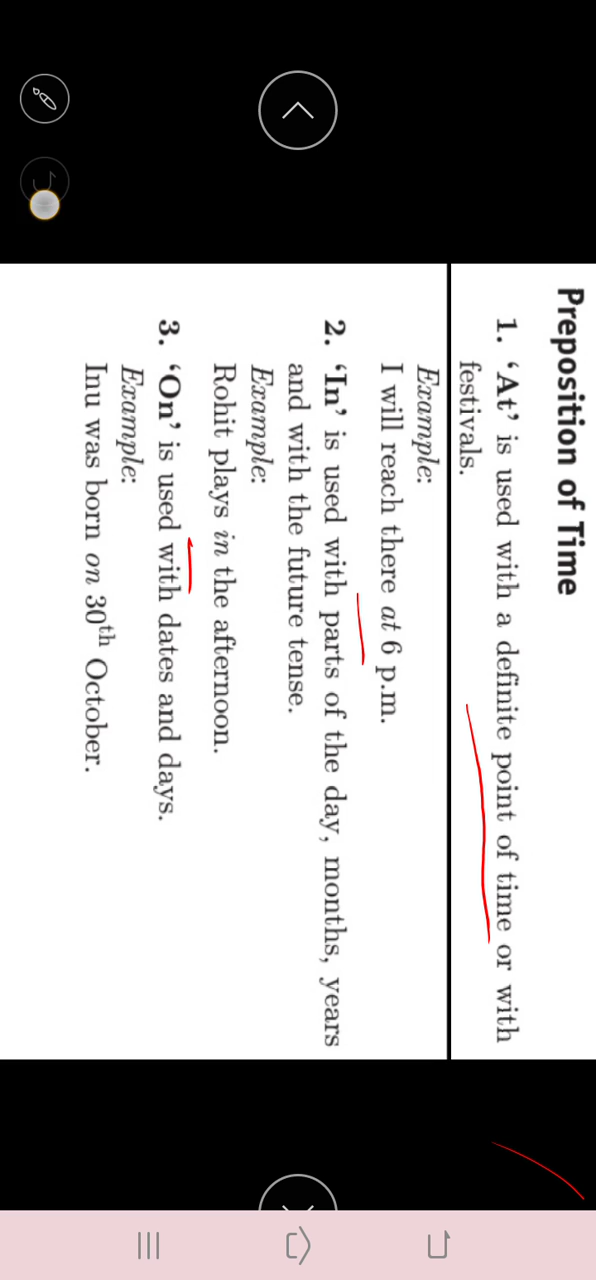 Preposition of Time
1. ‘At’ is used with a definite point of time or with
festivals.
Example:
I will reach there at 6 p.m.
2. ‘In’ is used with parts of the day, months, years
and with the future tense.
Example:
Rohit plays in the afternoon.
3. ‘On’ is used with dates and days.
Example:
Inu was born on 30th October.